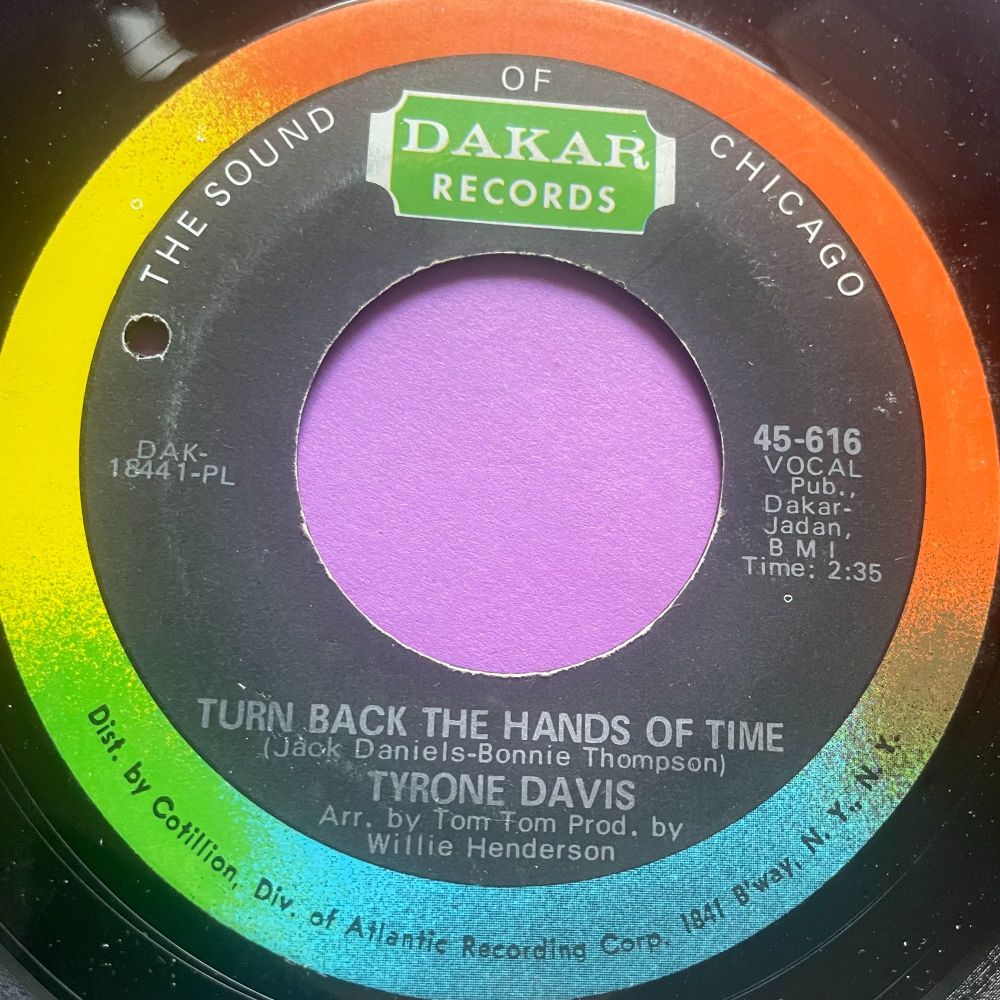 THE SOUND OF CHICAGO
DAKAR
RECORDS
DAK-
18441-PL
45-616
VOCAL
Pub.,
Dakar-
Jadan,
B M I
Time: 2:35
TURN BACK THE HANDS OF TIME
(Jack Daniels-Bonnie Thompson)
TYRONE DAVIS
Arr. by Tom Tom Prod. by
Willie Henderson
Dist. by Cotillion, Div. of Atlantic Recording Corp. 1841 B'way, N. Y., N. Y.